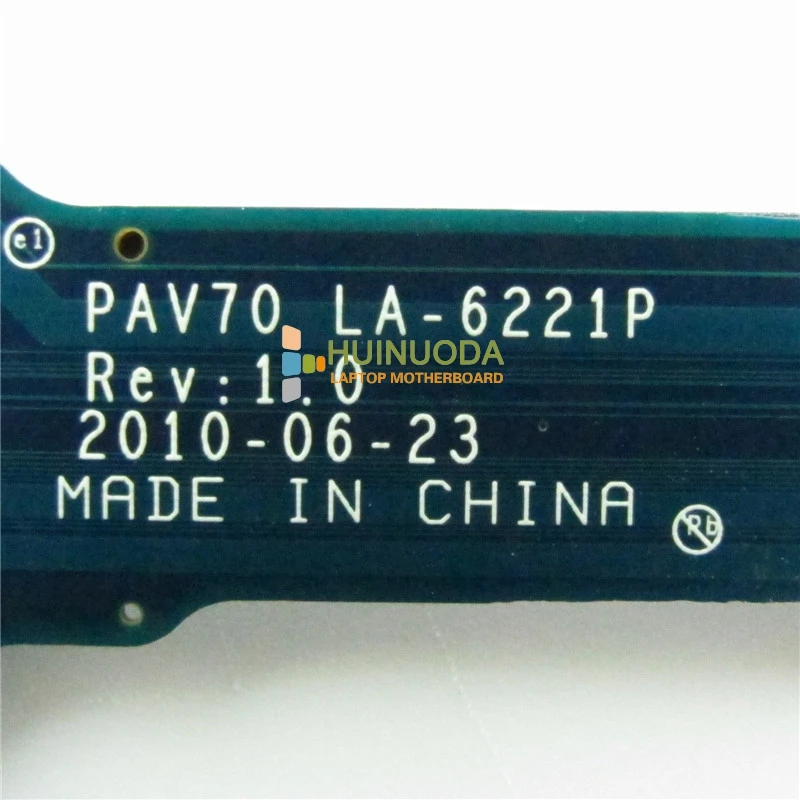 e1
PAV70 LA-6221P
HUINUODA
LAPTOP MOTHERBOARD
Rev:1.0
2010-06-23
MADE IN CHINA
Pb